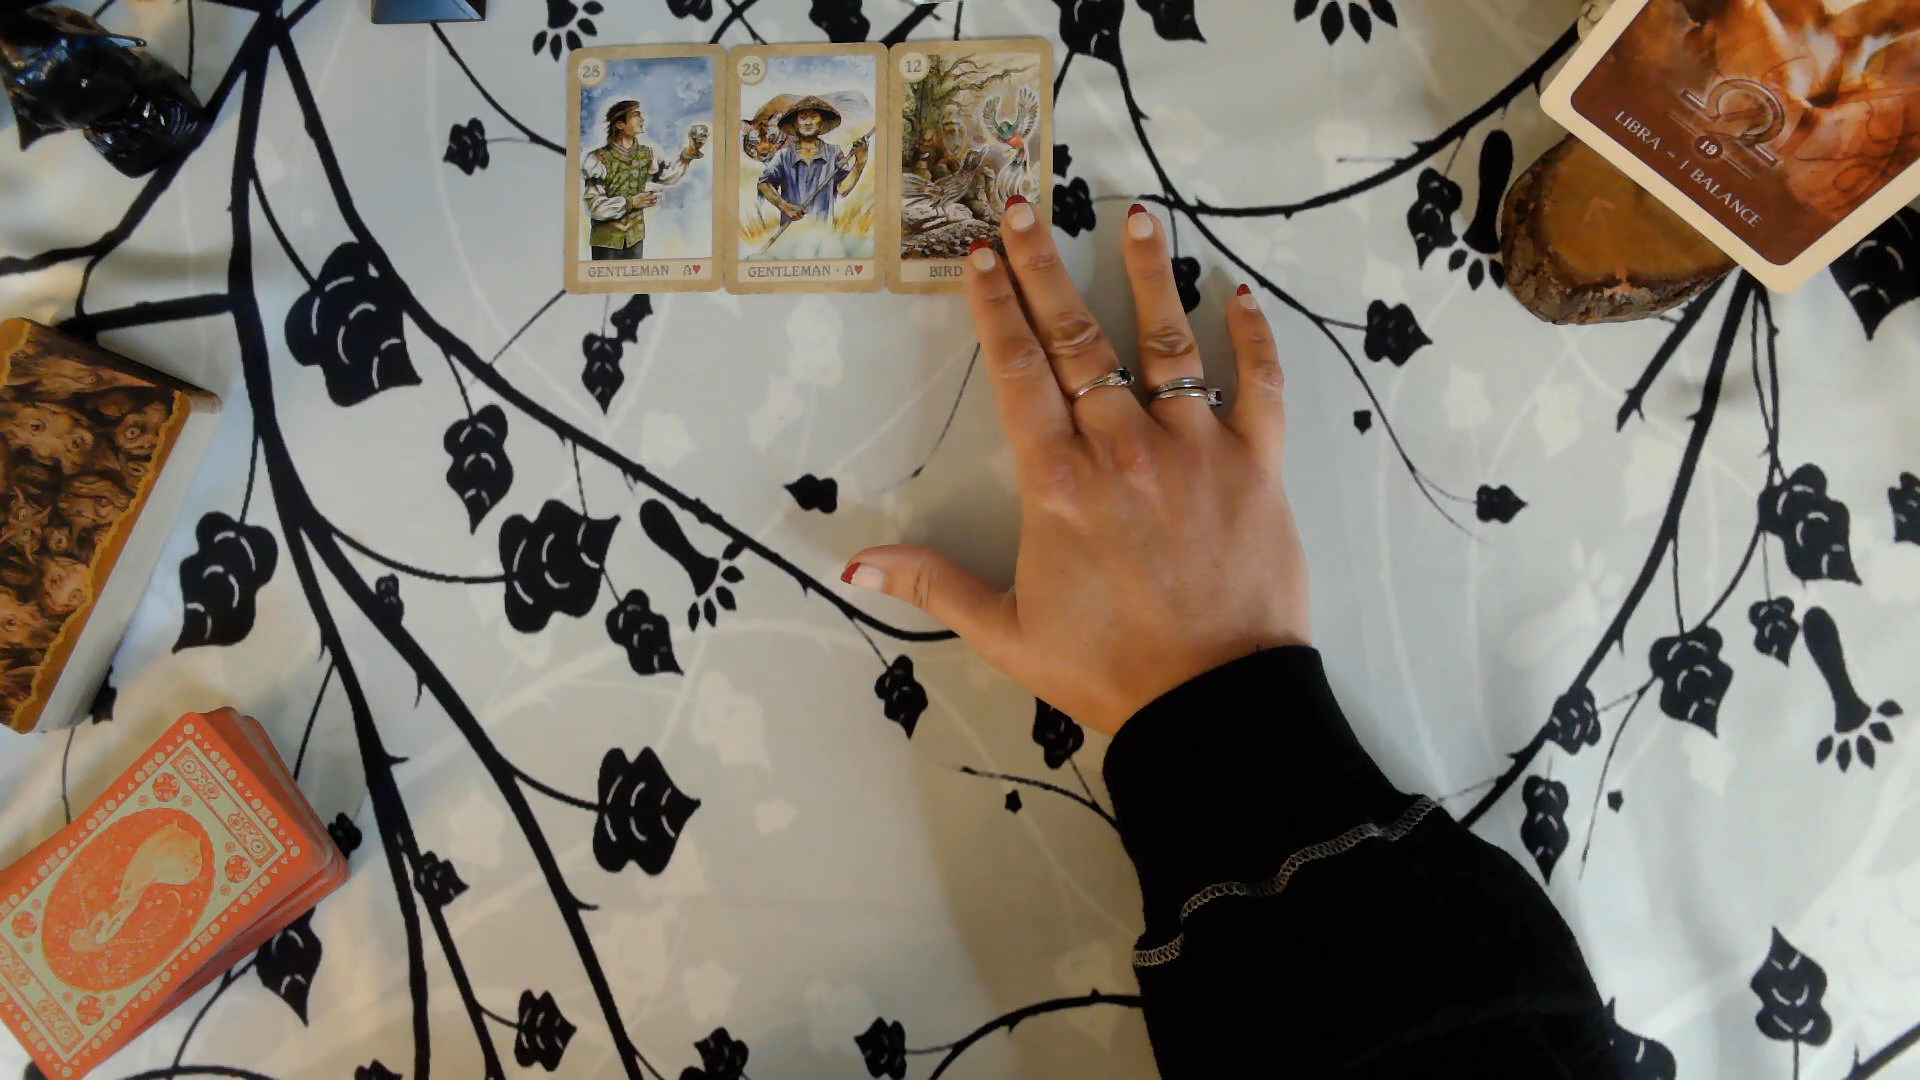 28
GENTLEMAN A♥
28
GENTLEMAN · A♥
12
BIRD
19
LIBRA ~ I BALANCE